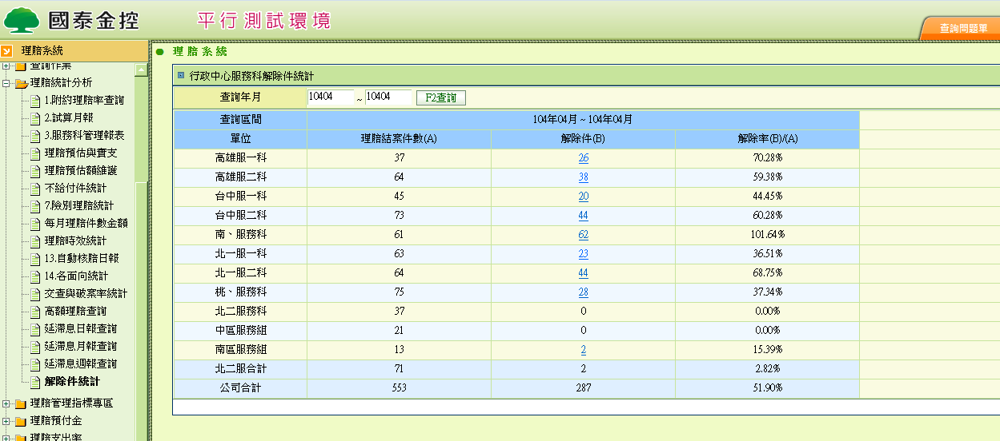 國泰金控
平行測試環境
查詢問題單
理賠系統
查詢作業
理賠統計分析
1.附約理賠率查詢
2.試算月報
3.服務科管理報表
理賠預估與實支
理賠預估額維護
不給付件統計
7.險別理賠統計
每月理賠件數金額
理賠時效統計
13.自動核賠日報
14.各面向統計
交查與破案率統計
高額理賠查詢
延滯息日報查詢
延滯息月報查詢
延滯息週報查詢
解除件統計
理賠管理指標專區
理賠預付金
理賠支出率
理賠系統
行政中心服務科解除件統計
查詢年月 10404 ~ 10404 F2查詢
查詢區間 104年04月 ~ 104年04月
單位 理賠結案件數(A) 解除件(B) 解除率(B)/(A)
高雄服一科 37 26 70.28%
高雄服二科 64 38 59.38%
台中服一科 45 20 44.45%
台中服二科 73 44 60.28%
南、服務科 61 62 101.64%
北一服一科 63 23 36.51%
北一服二科 64 44 68.75%
桃、服務科 75 28 37.34%
北二服務科 37 0 0.00%
中區服務組 21 0 0.00%
南區服務組 13 2 15.39%
北二服合計 71 2 2.82%
公司合計 553 287 51.90%